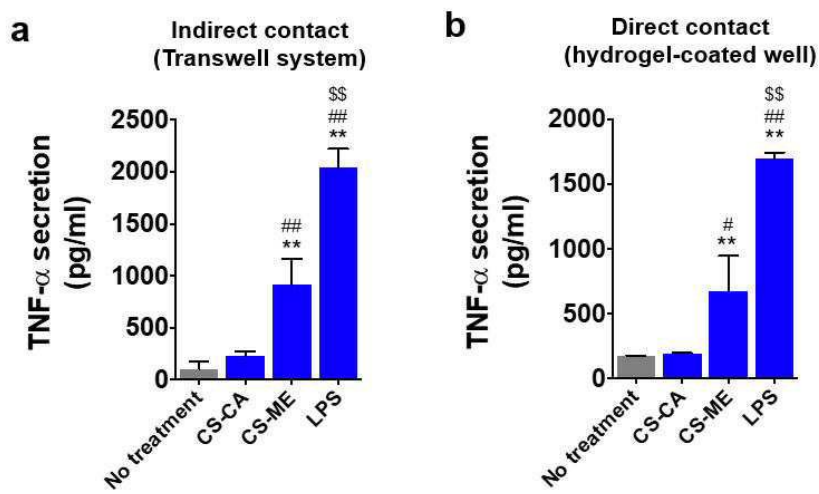 a
Indirect contact
(Transwell system)
TNF-α secretion
(pg/ml)
2500
2000
1500
1000
500
0
##
**
$$
##
**
No treatment
CS-CA
CS-ME
LPS
b
Direct contact
(hydrogel-coated well)
TNF-α secretion
(pg/ml)
2000
1500
1000
500
0
#
**
$$
##
**
No treatment
CS-CA
CS-ME
LPS